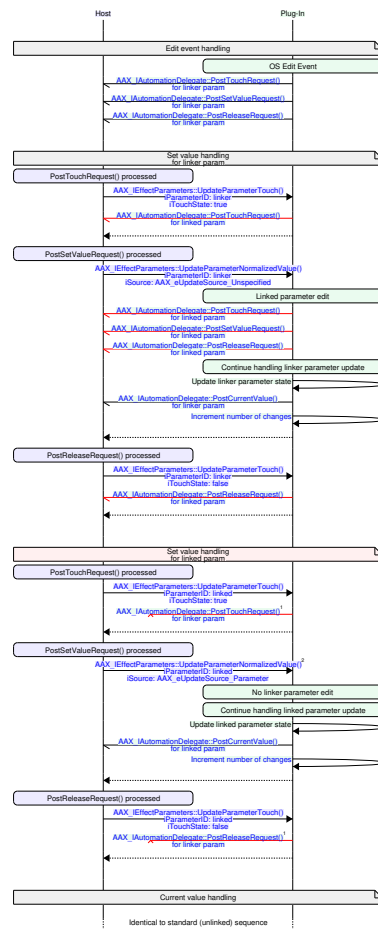 Host
Plug-In
Edit event handling
OS Edit Event
AAX_IAutomationDelegate::PostTouchRequest()
for linker param
AAX_IAutomationDelegate::PostSetValueRequest()
for linker param
AAX_IAutomationDelegate::PostReleaseRequest()
for linker param
Set value handling
for linker param
PostTouchRequest() processed
AAX_IEffectParameters::UpdateParameterTouch()
iParameterID: linker
iTouchState: true
AAX_IAutomationDelegate::PostTouchRequest()
for linked param
PostSetValueRequest() processed
AAX_IEffectParameters::UpdateParameterNormalizedValue()
iParameterID: linker
iSource: AAX_eUpdateSource_Unspecified
Linked parameter edit
AAX_IAutomationDelegate::PostTouchRequest()
for linked param
AAX_IAutomationDelegate::PostSetValueRequest()
for linked param
AAX_IAutomationDelegate::PostReleaseRequest()
for linked param
Continue handling linker parameter update
Update linker parameter state
AAX_IAutomationDelegate::PostCurrentValue()
for linker param
Increment number of changes
PostReleaseRequest() processed
AAX_IEffectParameters::UpdateParameterTouch()
iParameterID: linker
iTouchState: false
AAX_IAutomationDelegate::PostReleaseRequest()
for linked param
Set value handling
for linked param
PostTouchRequest() processed
AAX_IEffectParameters::UpdateParameterTouch()
iParameterID: linked
iTouchState: true
AAX_IAutomationDelegate::PostTouchRequest()¹
for linker param
PostSetValueRequest() processed
AAX_IEffectParameters::UpdateParameterNormalizedValue()²
iParameterID: linked
iSource: AAX_eUpdateSource_Parameter
No linker parameter edit
Continue handling linked parameter update
Update linked parameter state
AAX_IAutomationDelegate::PostCurrentValue()
for linked param
Increment number of changes
PostReleaseRequest() processed
AAX_IEffectParameters::UpdateParameterTouch()
iParameterID: linked
iTouchState: false
AAX_IAutomationDelegate::PostReleaseRequest()¹
for linker param
Current value handling
Identical to standard (unlinked) sequence